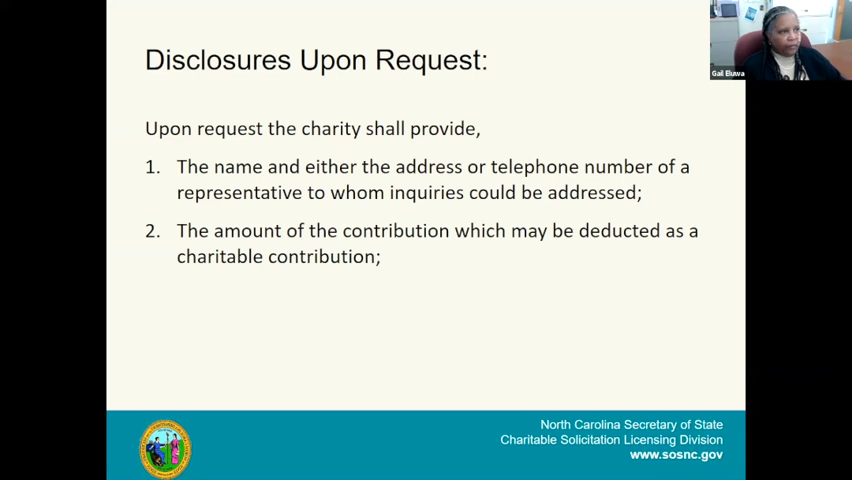 Disclosures Upon Request:
Gail Eluwa
Upon request the charity shall provide,
1. The name and either the address or telephone number of a
representative to whom inquiries could be addressed;
2. The amount of the contribution which may be deducted as a
charitable contribution;
North Carolina Secretary of State
Charitable Solicitation Licensing Division
www.sosnc.gov